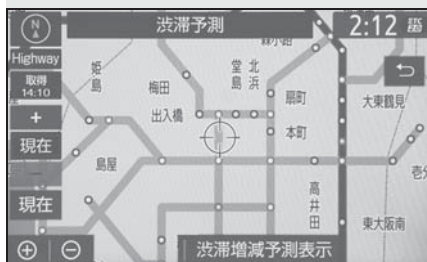 渋滞予測
2:12
N
Highway
取得
14:10
+
現在
現在
姫島
梅田
堂島
北浜
扇町
大東鶴見
出入橋
本町
島屋
高井田
東大阪南
渋滞増減予測表示